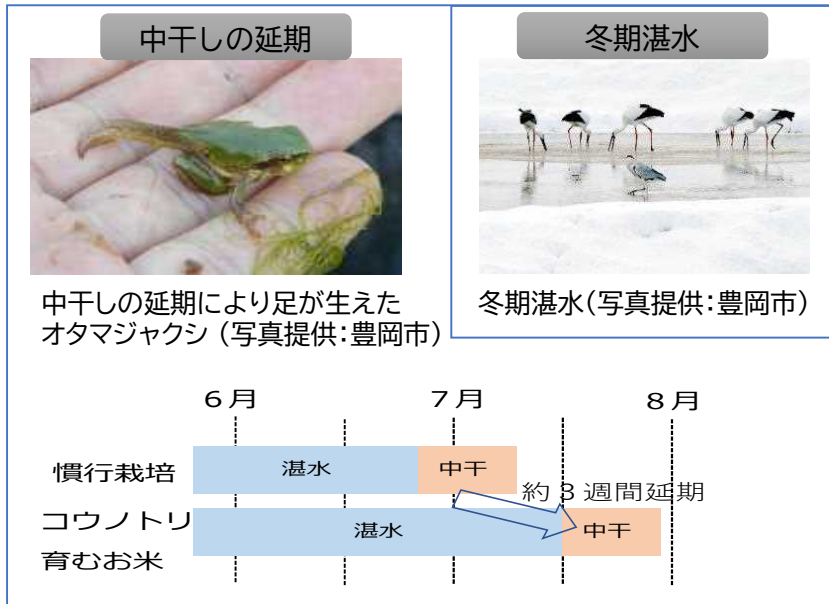 中干しの延期
冬期湛水
中干しの延期により足が生えた
オタマジャクシ（写真提供：豊岡市）
冬期湛水（写真提供：豊岡市）
６月 ７月 ８月
慣行栽培 湛水 中干
約３週間延期
コウノトリ
育むお米
湛水 中干